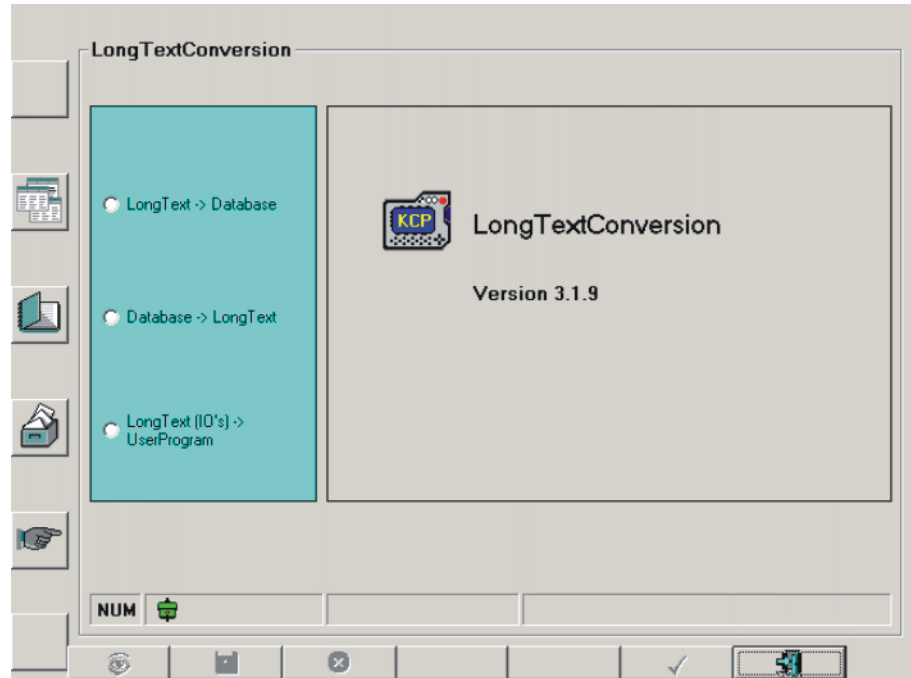 LongTextConversion
LongText -> Database
KCP
LongTextConversion
Version 3.1.9
Database -> LongText
LongText (IO's) ->
UserProgram
NUM